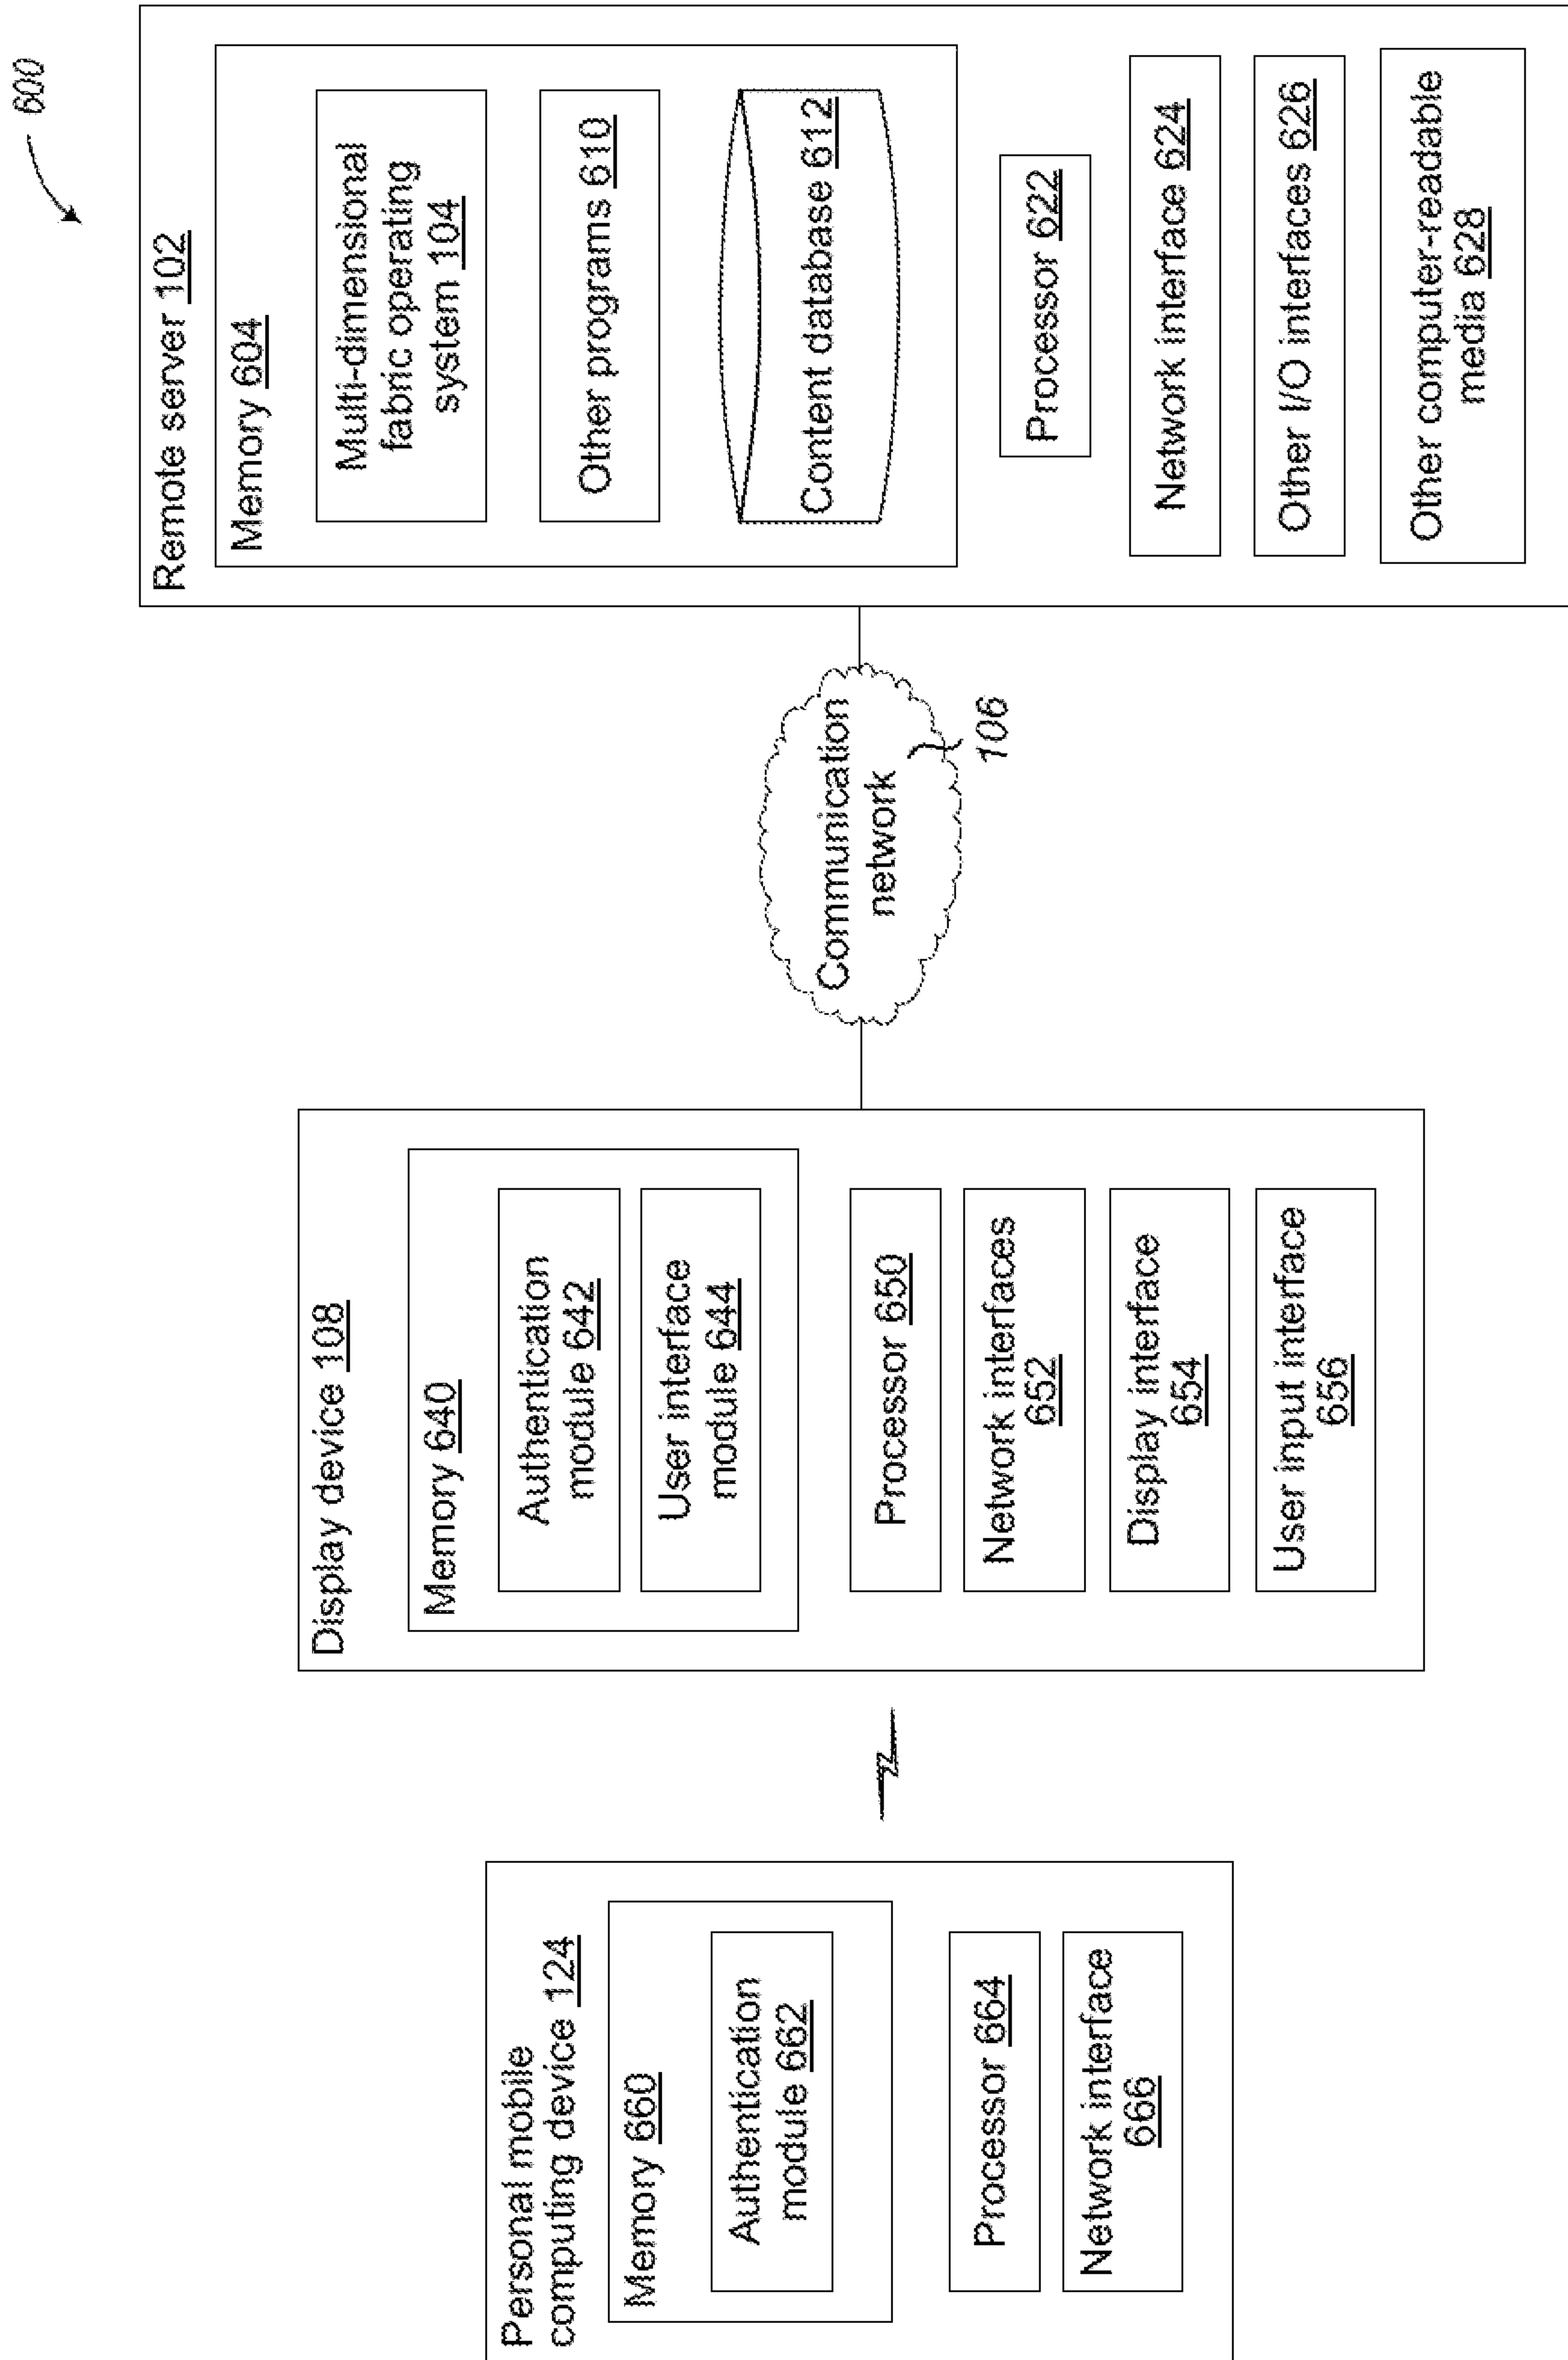 600
Personal mobile
computing device 124
Memory 660
Authentication
module 662
Processor 664
Network interface
666
Display device 108
Memory 640
Authentication
module 642
User interface
module 644
Processor 650
Network interfaces
652
Display interface
654
User input interface
656
Communication
network
106
Remote server 102
Memory 604
Multi-dimensional
fabric operating
system 104
Other programs 610
Content database 612
Processor 622
Network interface 624
Other I/O interfaces 626
Other computer-readable
media 628